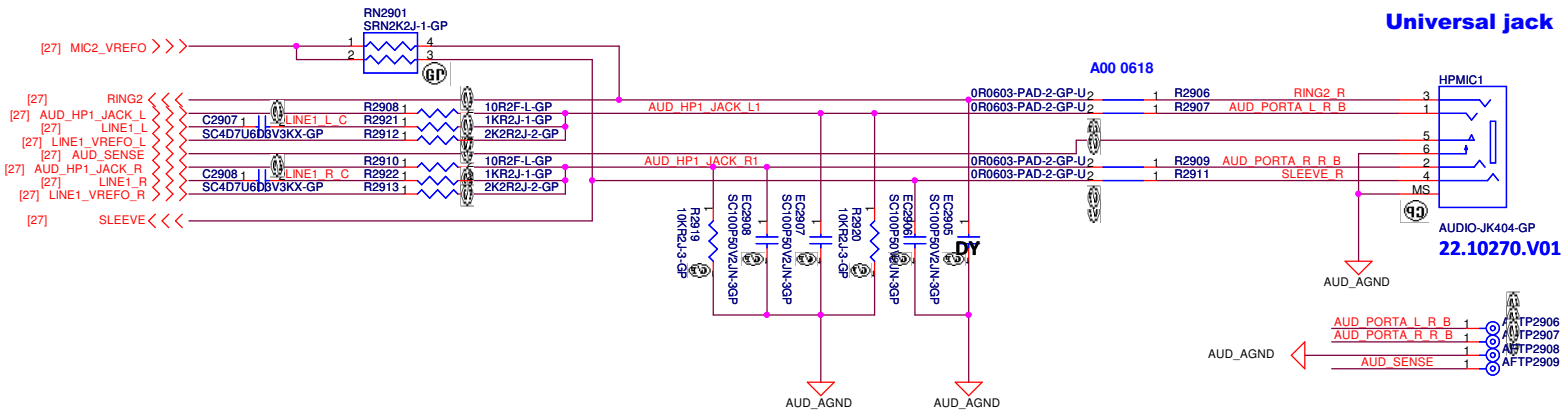 Universal jack
RN2901
SRN2K2J-1-GP
[27] MIC2_VREFO
1 4
2 3
A00 0618
HPMIC1
[27] RING2
0R0603-PAD-2-GP-U 2 1 R2906 RING2_R 3
[27] AUD_HP1_JACK_L
R2908 1 10R2F-L-GP
AUD_HP1_JACK_L1
0R0603-PAD-2-GP-U 2 1 R2907 AUD_PORTA_L_R_B 1
[27] LINE1_L
C2907 1 LINE1_L_C
R2921 1 1KR2J-1-GP
[27] LINE1_VREFO_L
SC4D7U6D3V3KX-GP
R2912 1 2K2R2J-2-GP
5
[27] AUD_SENSE
6
[27] AUD_HP1_JACK_R
R2910 1 10R2F-L-GP
AUD_HP1_JACK_R1
0R0603-PAD-2-GP-U 2 1 R2909 AUD_PORTA_R_R_B 2
[27] LINE1_R
C2908 1 LINE1_R_C
R2922 1 1KR2J-1-GP
0R0603-PAD-2-GP-U 2 1 R2911 SLEEVE_R 4
[27] LINE1_VREFO_R
SC4D7U6D3V3KX-GP
R2913 1 2K2R2J-2-GP
MS
[27] SLEEVE
AUDIO-JK404-GP
22.10270.V01
R2919
10KR2J-3-GP
1
EC2908
SC100P50V2JN-3GP
1
EC2907
SC100P50V2JN-3GP
1
R2920
10KR2J-3-GP
1
EC2906
SC100P50V2JN-3GP
1
EC2905
SC100P50V2JN-3GP
1
DY
AUD_AGND
AUD_AGND
AUD_AGND
AUD_PORTA_L_R_B 1 AFTP2906
AUD_PORTA_R_R_B 1 AFTP2907
AUD_AGND
1 AFTP2908
AUD_SENSE 1 AFTP2909